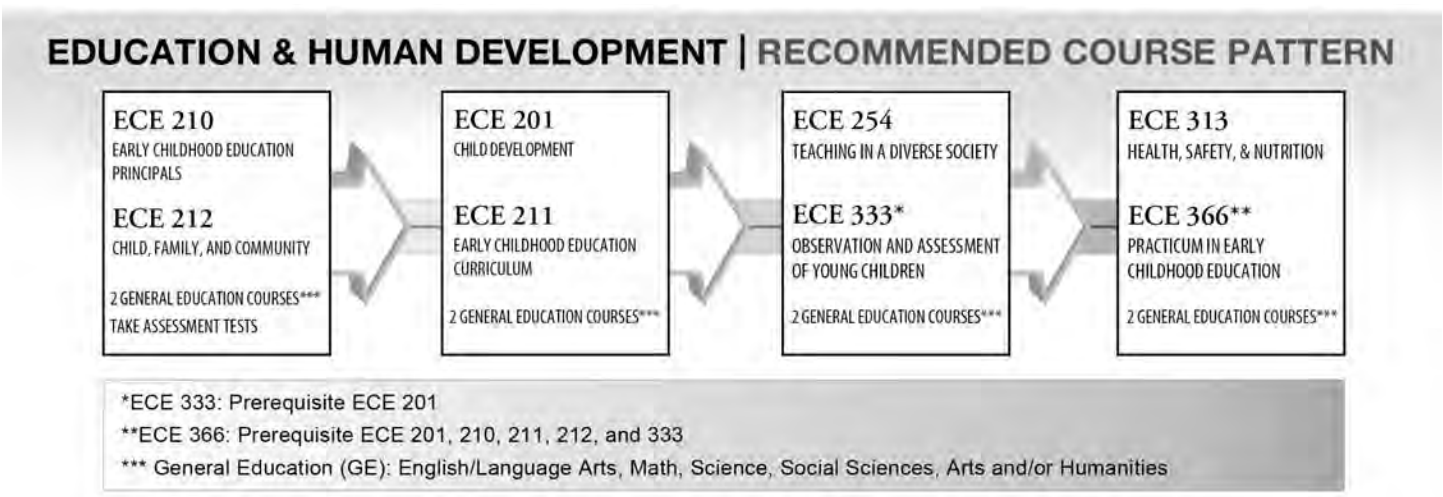 EDUCATION & HUMAN DEVELOPMENT | RECOMMENDED COURSE PATTERN
ECE 210
EARLY CHILDHOOD EDUCATION
PRINCIPALS
ECE 212
CHILD, FAMILY, AND COMMUNITY
2 GENERAL EDUCATION COURSES***
TAKE ASSESSMENT TESTS
ECE 201
CHILD DEVELOPMENT
ECE 211
EARLY CHILDHOOD EDUCATION
CURRICULUM
2 GENERAL EDUCATION COURSES***
ECE 254
TEACHING IN A DIVERSE SOCIETY
ECE 333*
OBSERVATION AND ASSESSMENT
OF YOUNG CHILDREN
2 GENERAL EDUCATION COURSES***
ECE 313
HEALTH, SAFETY, & NUTRITION
ECE 366**
PRACTICUM IN EARLY
CHILDHOOD EDUCATION
2 GENERAL EDUCATION COURSES***
*ECE 333: Prerequisite ECE 201
**ECE 366: Prerequisite ECE 201, 210, 211, 212, and 333
*** General Education (GE): English/Language Arts, Math, Science, Social Sciences, Arts and/or Humanities